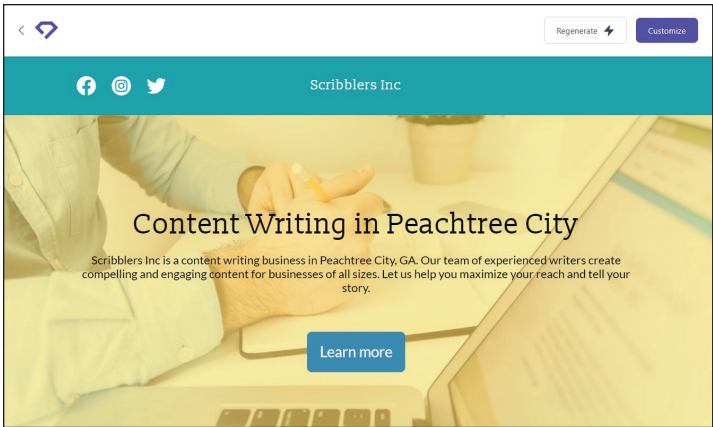 Regenerate
Customize
Scribblers Inc
Content Writing in Peachtree City
Scribblers Inc is a content writing business in Peachtree City, GA. Our team of experienced writers create
compelling and engaging content for businesses of all sizes. Let us help you maximize your reach and tell your
story.
Learn more